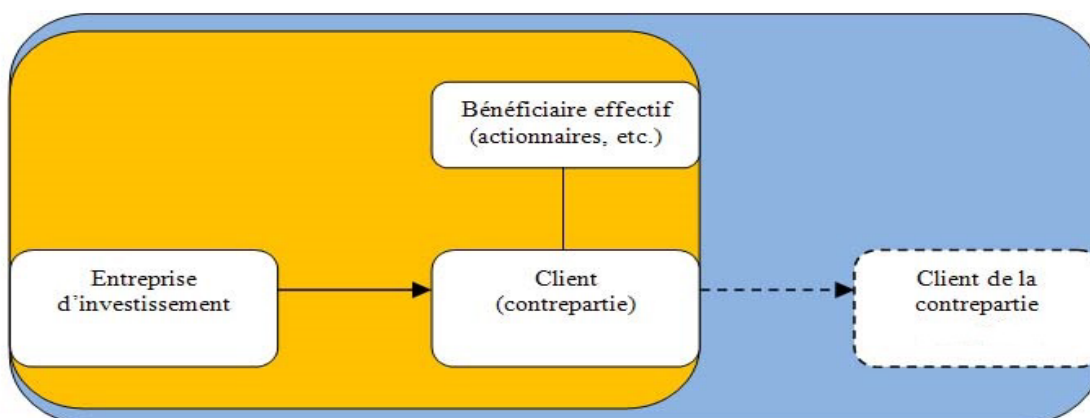 Bénéficiaire effectif
(actionnaires, etc.)
Entreprise
d’investissement
Client
(contrepartie)
Client de la
contrepartie